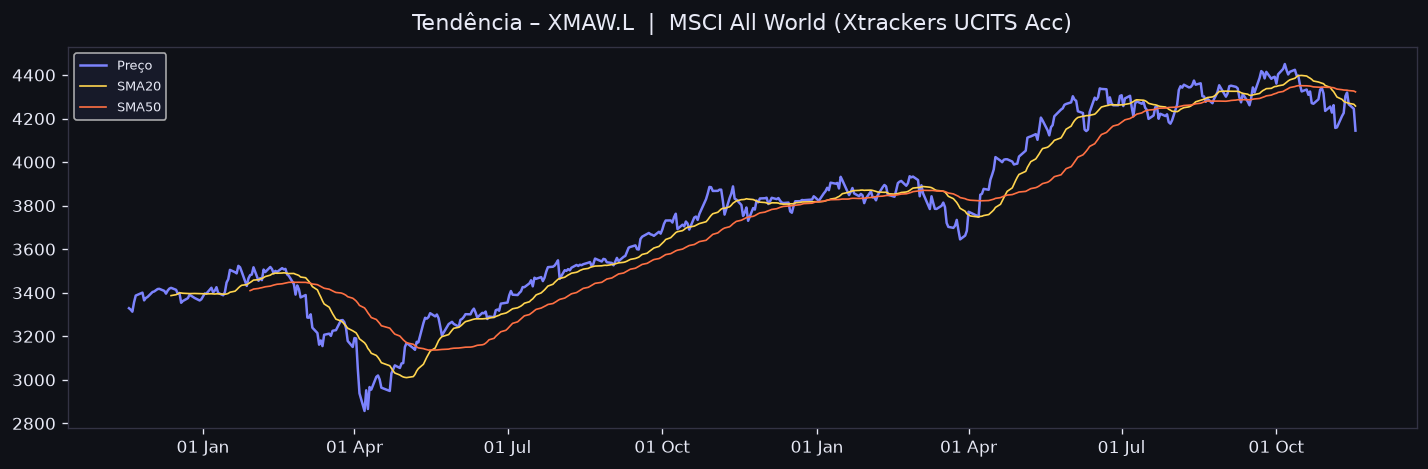 Tendência – XMAW.L | MSCI All World (Xtrackers UCITS Acc)
Preço
SMA20
SMA50
4400
4200
4000
3800
3600
3400
3200
3000
2800
01 Jan 01 Apr 01 Jul 01 Oct 01 Jan 01 Apr 01 Jul 01 Oct